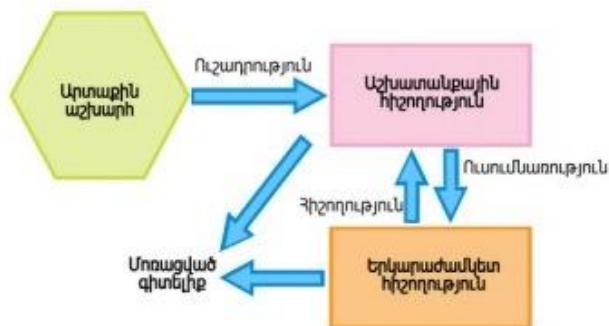 Ուշադրություն
Արտաքին
աշխարհ
Աշխատանքային
հիշողություն
Ուսումնառություն
Հիշողություն
Մոռացված
գիտելիք
Երկարաժամկետ
հիշողություն